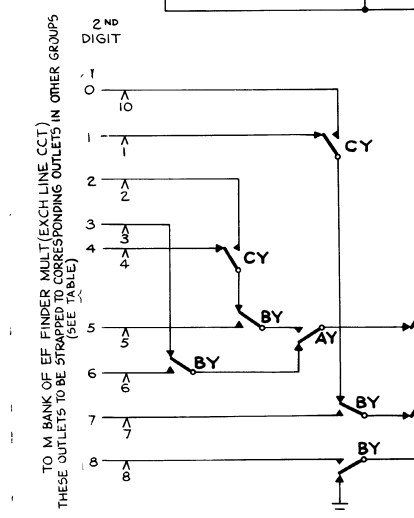 2ND
DIGIT
TO M BANK OF EF FINDER MULT (EXCH LINE CCT)
THESE OUTLETS TO BE STRAPPED TO CORRESPONDING OUTLETS IN OTHER GROUPS
(SEE TABLE)
0
10
1
1
CY
2
2
3
3
4
4
CY
5
5
BY
AY
6
6
BY
7
7
BY
8
8
BY